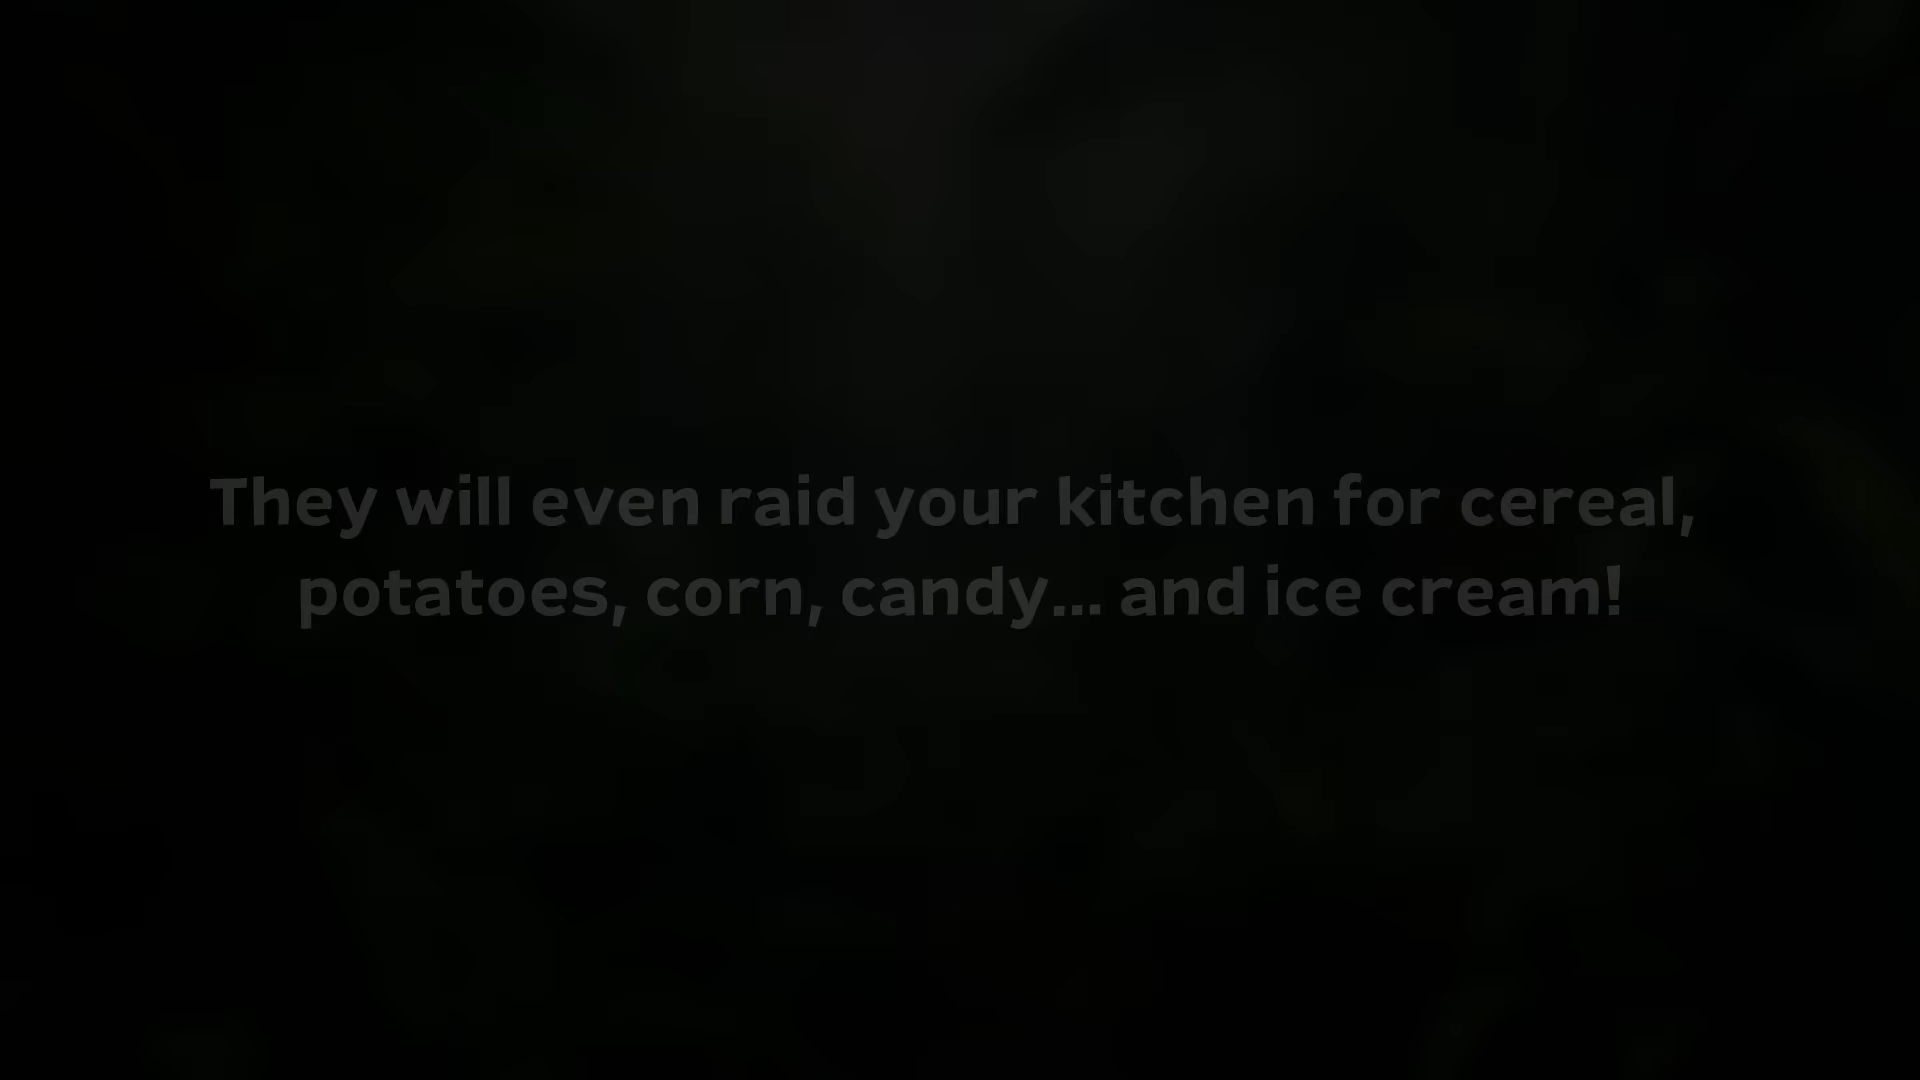 They will even raid your kitchen for cereal,
potatoes, corn, candy... and ice cream!